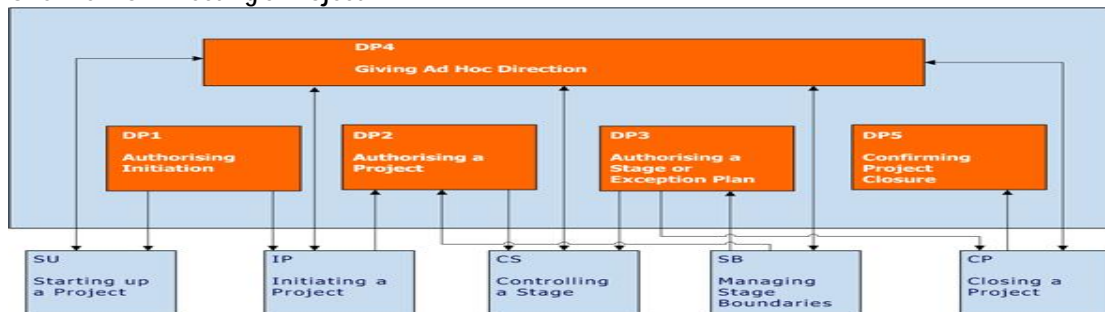 DP4
Giving Ad Hoc Direction
DP1
Authorising
Initiation
DP2
Authorising a
Project
DP3
Authorising a
Stage or
Exception Plan
DP5
Confirming
Project
Closure
SU
Starting up
a Project
IP
Initiating a
Project
CS
Controlling
a Stage
SB
Managing
Stage
Boundaries
CP
Closing a
Project